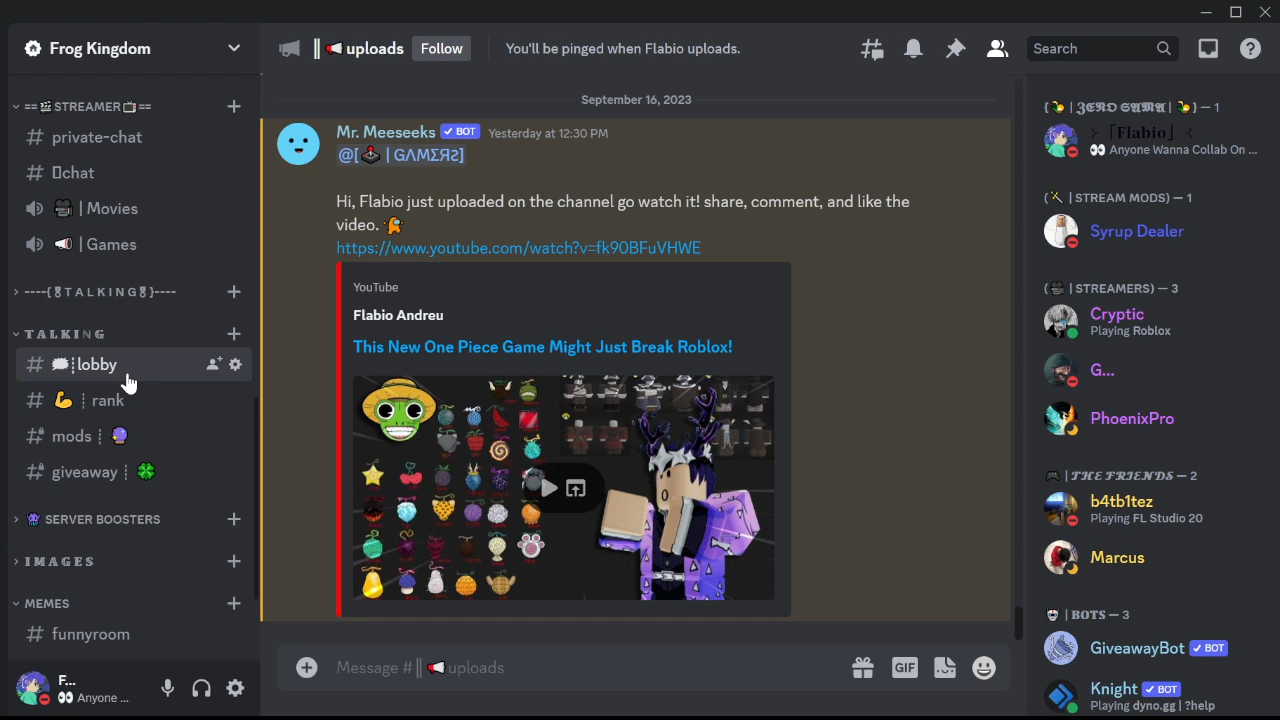 Frog Kingdom
== STREAMER ==
# private-chat
# ▯chat
| Movies
| Games
----{ T A L K I N G }----
T A L K I N G
# ┊lobby
# ┊ rank
# mods ┊
# giveaway ┊
SERVER BOOSTERS
I M A G E S
MEMES
# funnyroom
F...
Anyone ...
‖ uploads
Follow
You'll be pinged when Flabio uploads.
Search
September 16, 2023
Mr. Meeseeks ✓ BOT Yesterday at 12:30 PM
@[ 🕹️ | GΛMΣЯƧ]
Hi, Flabio just uploaded on the channel go watch it! share, comment, and like the
video.
https://www.youtube.com/watch?v=fk90BFuVHWE
YouTube
Flabio Andreu
This New One Piece Game Might Just Break Roblox!
Message #‖ uploads
GIF
「Flabio」
Anyone Wanna Collab On ...
( | STREAM MODS) — 1
Syrup Dealer
( | STREAMERS) — 3
Cryptic
Playing Roblox
G...
PhoenixPro
| THE FRIENDS — 2
b4tb1tez
Playing FL Studio 20
Marcus
| BOTS — 3
GiveawayBot ✓ BOT
Knight ✓ BOT
Playing dyno.gg | ?help